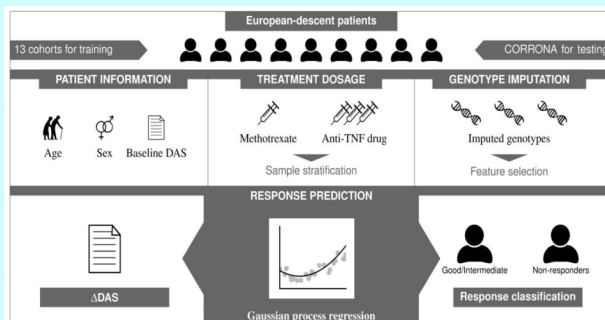 European-descent patients
13 cohorts for training
CORRONA for testing
PATIENT INFORMATION
TREATMENT DOSAGE
GENOTYPE IMPUTATION
Age
Sex
Baseline DAS
Methotrexate
Anti-TNF drug
Imputed genotypes
Sample stratification
Feature selection
RESPONSE PREDICTION
Good/Intermediate
Non-responders
ΔDAS
Gaussian process regression
Response classification